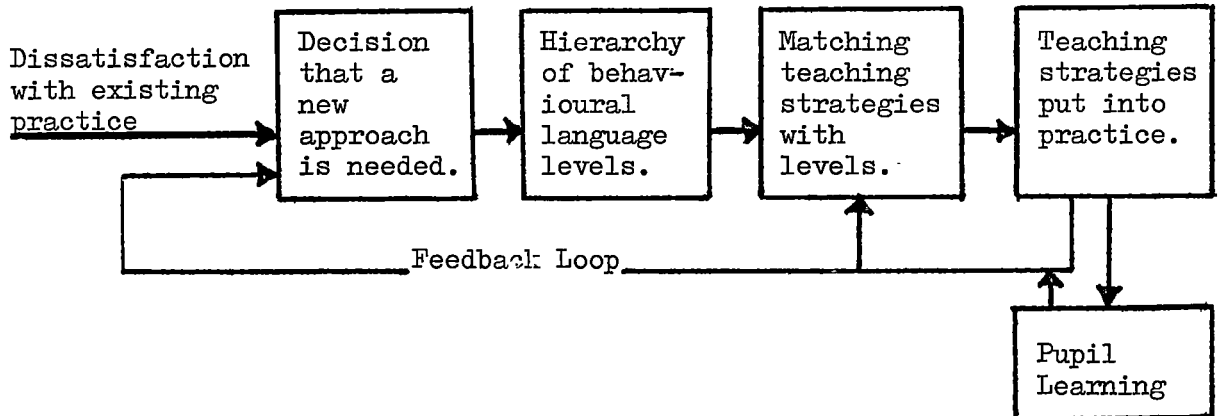 Dissatisfaction
with existing
practice
Decision
that a
new
approach
is needed.
Hierarchy
of behav-
ioural
language
levels.
Matching
teaching
strategies
with
levels.
Teaching
strategies
put into
practice.
Feedback Loop
Pupil
Learning